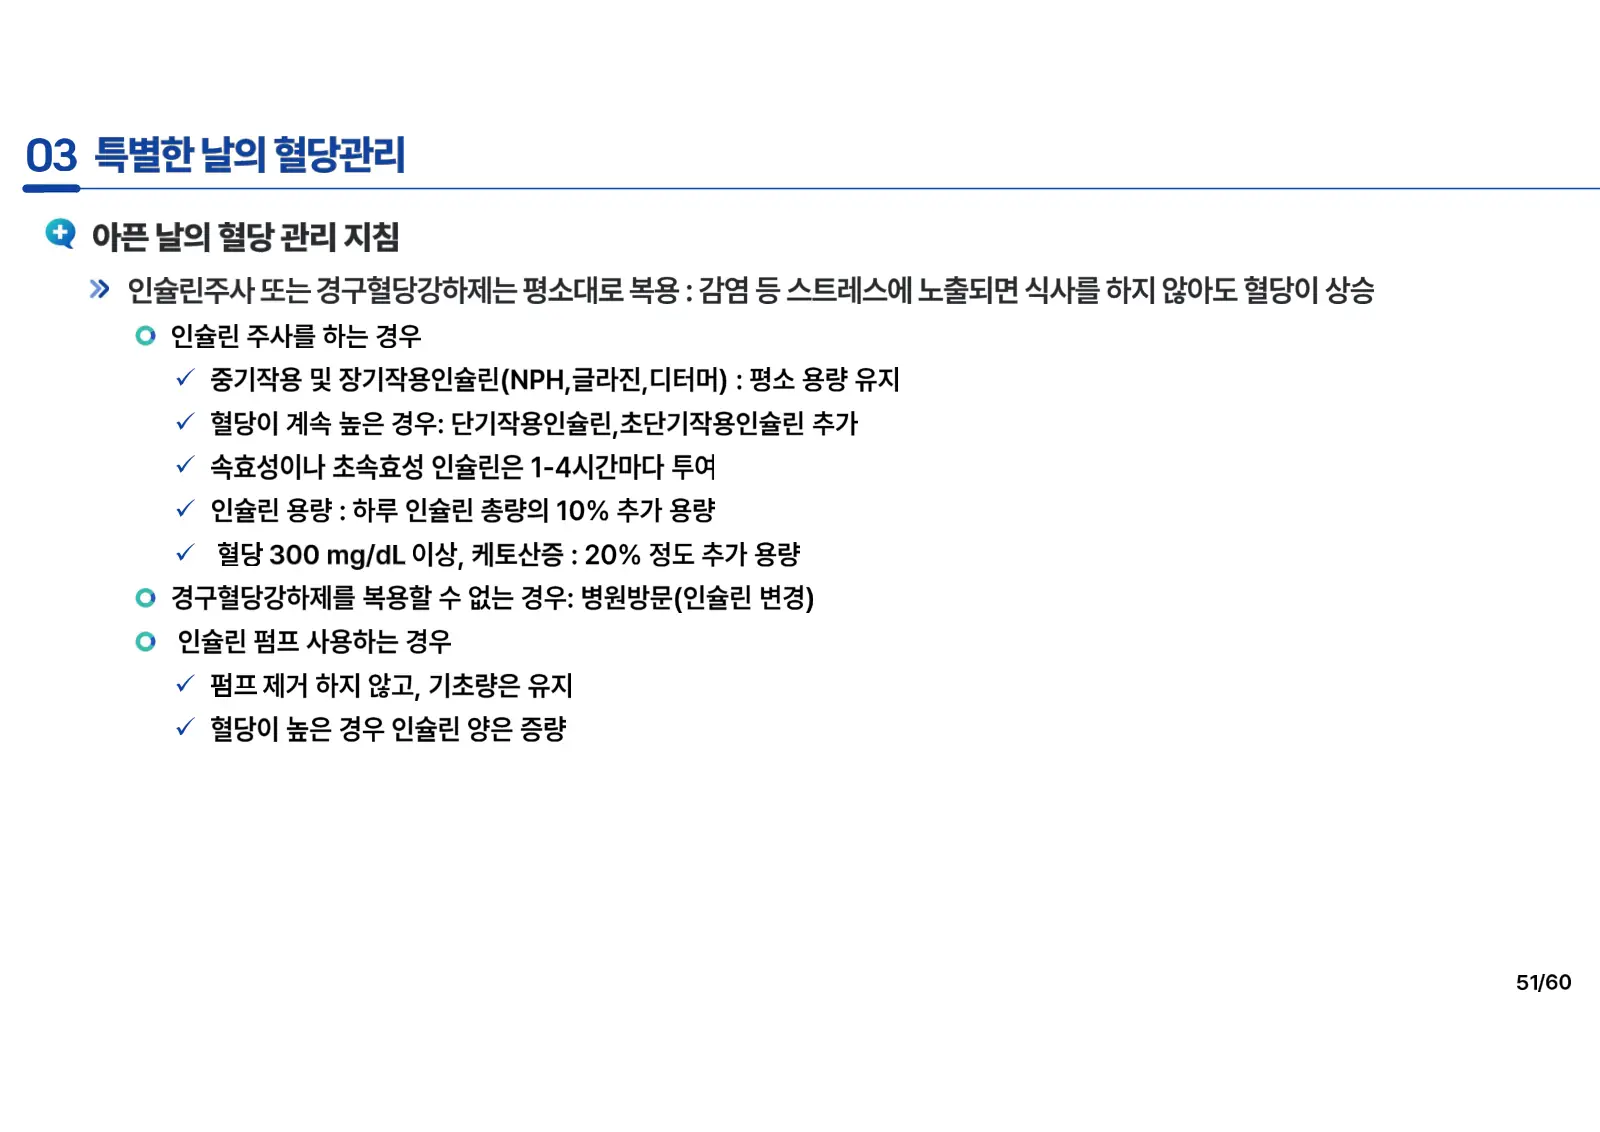 03 특별한 날의 혈당관리
아픈 날의 혈당 관리 지침
인슐린주사 또는 경구혈당강하제는 평소대로 복용 : 감염 등 스트레스에 노출되면 식사를 하지 않아도 혈당이 상승
인슐린 주사를 하는 경우
중기작용 및 장기작용인슐린(NPH,글라진,디터머) : 평소 용량 유지
혈당이 계속 높은 경우: 단기작용인슐린,초단기작용인슐린 추가
속효성이나 초속효성 인슐린은 1-4시간마다 투여
인슐린 용량 : 하루 인슐린 총량의 10% 추가 용량
혈당 300 mg/dL 이상, 케토산증 : 20% 정도 추가 용량
경구혈당강하제를 복용할 수 없는 경우: 병원방문(인슐린 변경)
인슐린 펌프 사용하는 경우
펌프 제거 하지 않고, 기초량은 유지
혈당이 높은 경우 인슐린 양은 증량
51/60